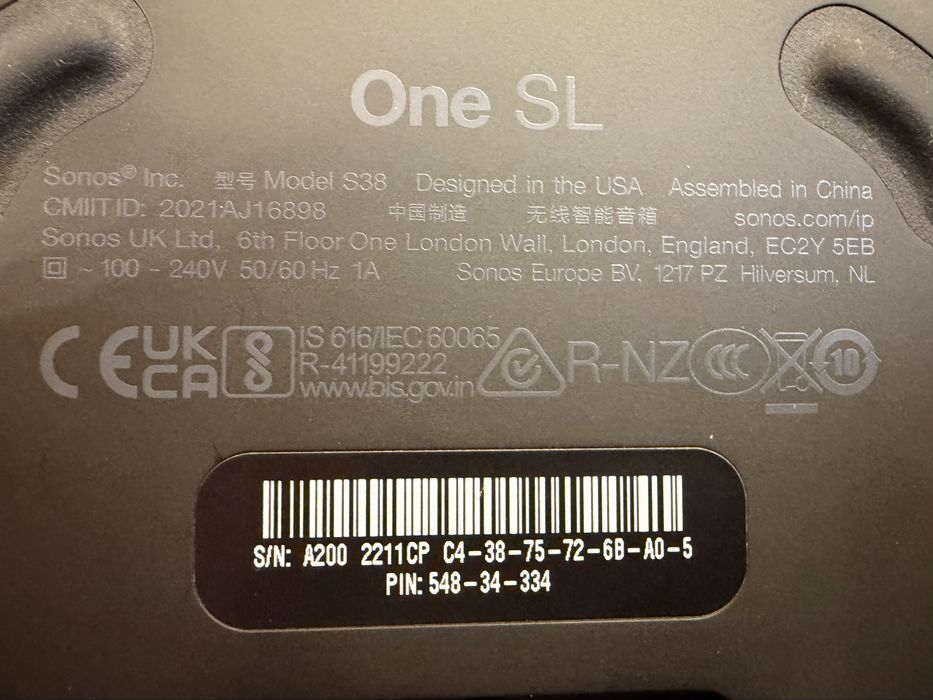 One SL
Sonos® Inc. 型号 Model S38 Designed in the USA Assembled in China
CMIIT ID: 2021AJ16898 中国制造 无线智能音箱 sonos.com/ip
Sonos UK Ltd, 6th Floor One London Wall, London, England, EC2Y 5EB
~ 100 - 240V 50/60 Hz 1A Sonos Europe BV, 1217 PZ Hilversum, NL
CE UK CA IS 616/IEC 60065 R-41199222 www.bis.gov.in R-NZ CCC 10
S/N: A200 2211CP C4-38-75-72-6B-A0-5
PIN: 548-34-334